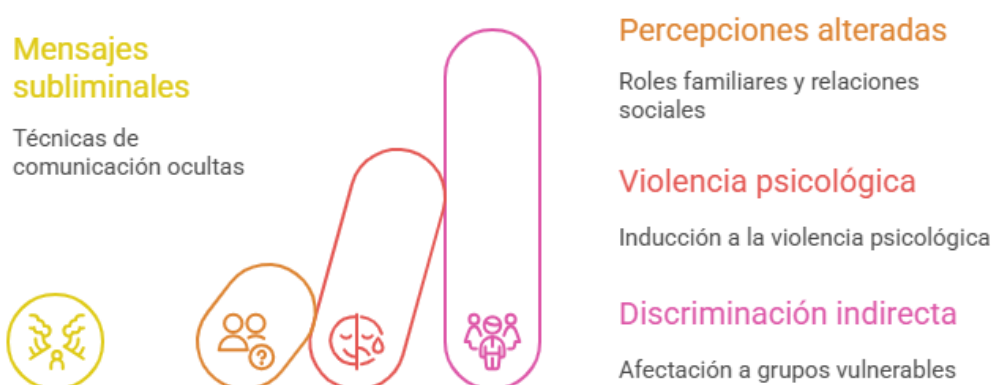 Mensajes
subliminales
Técnicas de
comunicación ocultas
Percepciones alteradas
Roles familiares y relaciones
sociales
Violencia psicológica
Inducción a la violencia psicológica
Discriminación indirecta
Afectación a grupos vulnerables
?